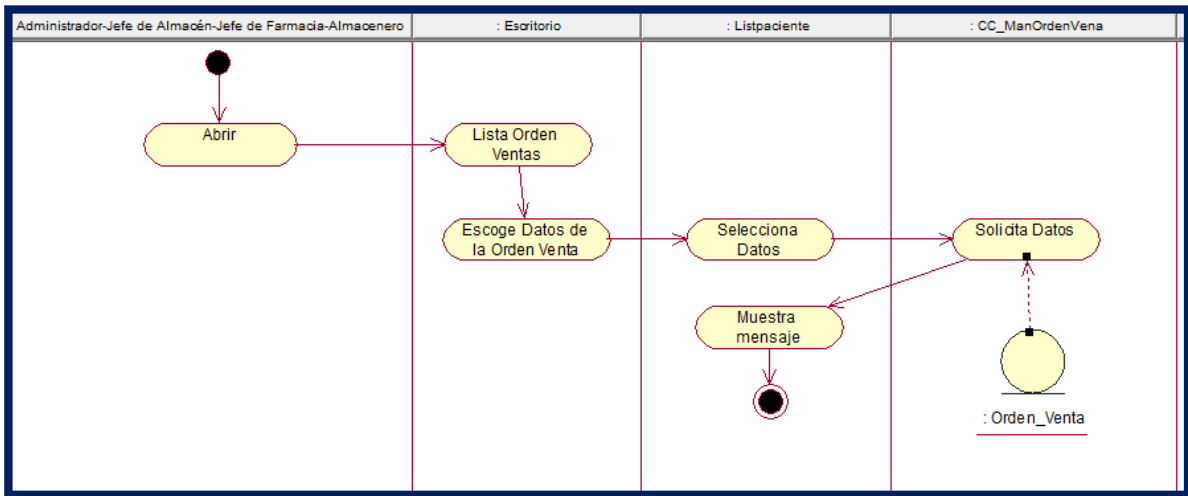 Administrador-Jefe de Almacén-Jefe de Farmacia-Almacenero
: Escritorio
: Listpaciente
: CC_ManOrdenVena
Abrir
Lista Orden
Ventas
Escoge Datos de
la Orden Venta
Selecciona
Datos
Solicita Datos
Muestra
mensaje
: Orden_Venta